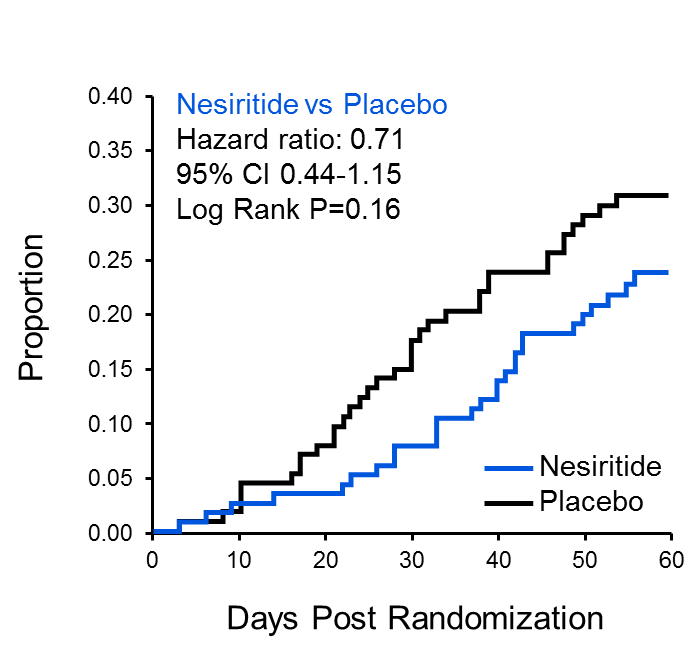 Nesiritide vs Placebo
Hazard ratio: 0.71
95% CI 0.44-1.15
Log Rank P=0.16
0.40
0.35
0.30
0.25
0.20
0.15
0.10
0.05
0.00
Proportion
Nesiritide
Placebo
0 10 20 30 40 50 60
Days Post Randomization